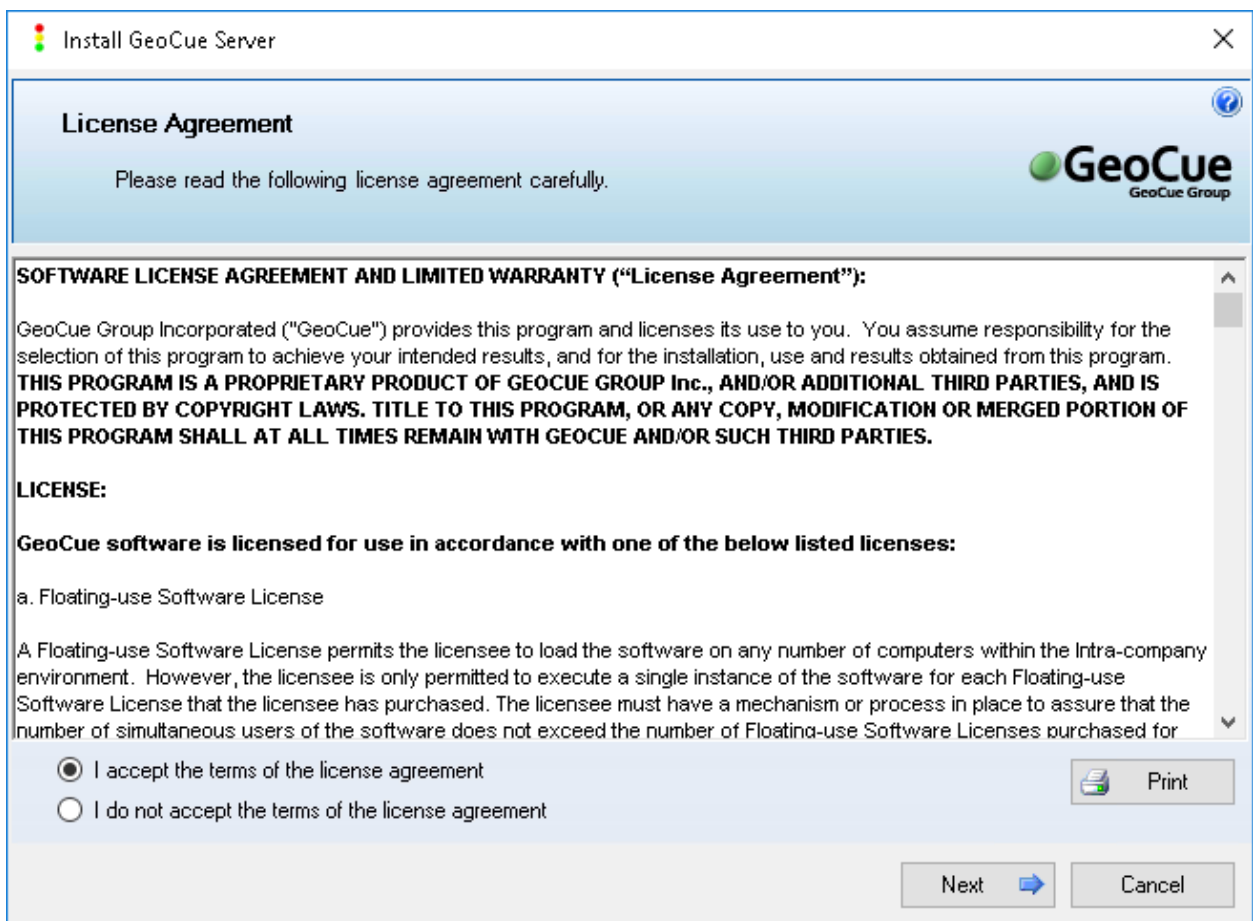 Install GeoCue Server
License Agreement
Please read the following license agreement carefully.
GeoCue
GeoCue Group
SOFTWARE LICENSE AGREEMENT AND LIMITED WARRANTY (“License Agreement”):
GeoCue Group Incorporated ("GeoCue") provides this program and licenses its use to you.  You assume responsibility for the
selection of this program to achieve your intended results, and for the installation, use and results obtained from this program.
THIS PROGRAM IS A PROPRIETARY PRODUCT OF GEOCUE GROUP Inc., AND/OR ADDITIONAL THIRD PARTIES, AND IS
PROTECTED BY COPYRIGHT LAWS. TITLE TO THIS PROGRAM, OR ANY COPY, MODIFICATION OR MERGED PORTION OF
THIS PROGRAM SHALL AT ALL TIMES REMAIN WITH GEOCUE AND/OR SUCH THIRD PARTIES.
LICENSE:
GeoCue software is licensed for use in accordance with one of the below listed licenses:
a. Floating-use Software License
A Floating-use Software License permits the licensee to load the software on any number of computers within the Intra-company
environment.  However, the licensee is only permitted to execute a single instance of the software for each Floating-use
Software License that the licensee has purchased. The licensee must have a mechanism or process in place to assure that the
number of simultaneous users of the software does not exceed the number of Floating-use Software Licenses purchased for
I accept the terms of the license agreement
Print
I do not accept the terms of the license agreement
Next
Cancel